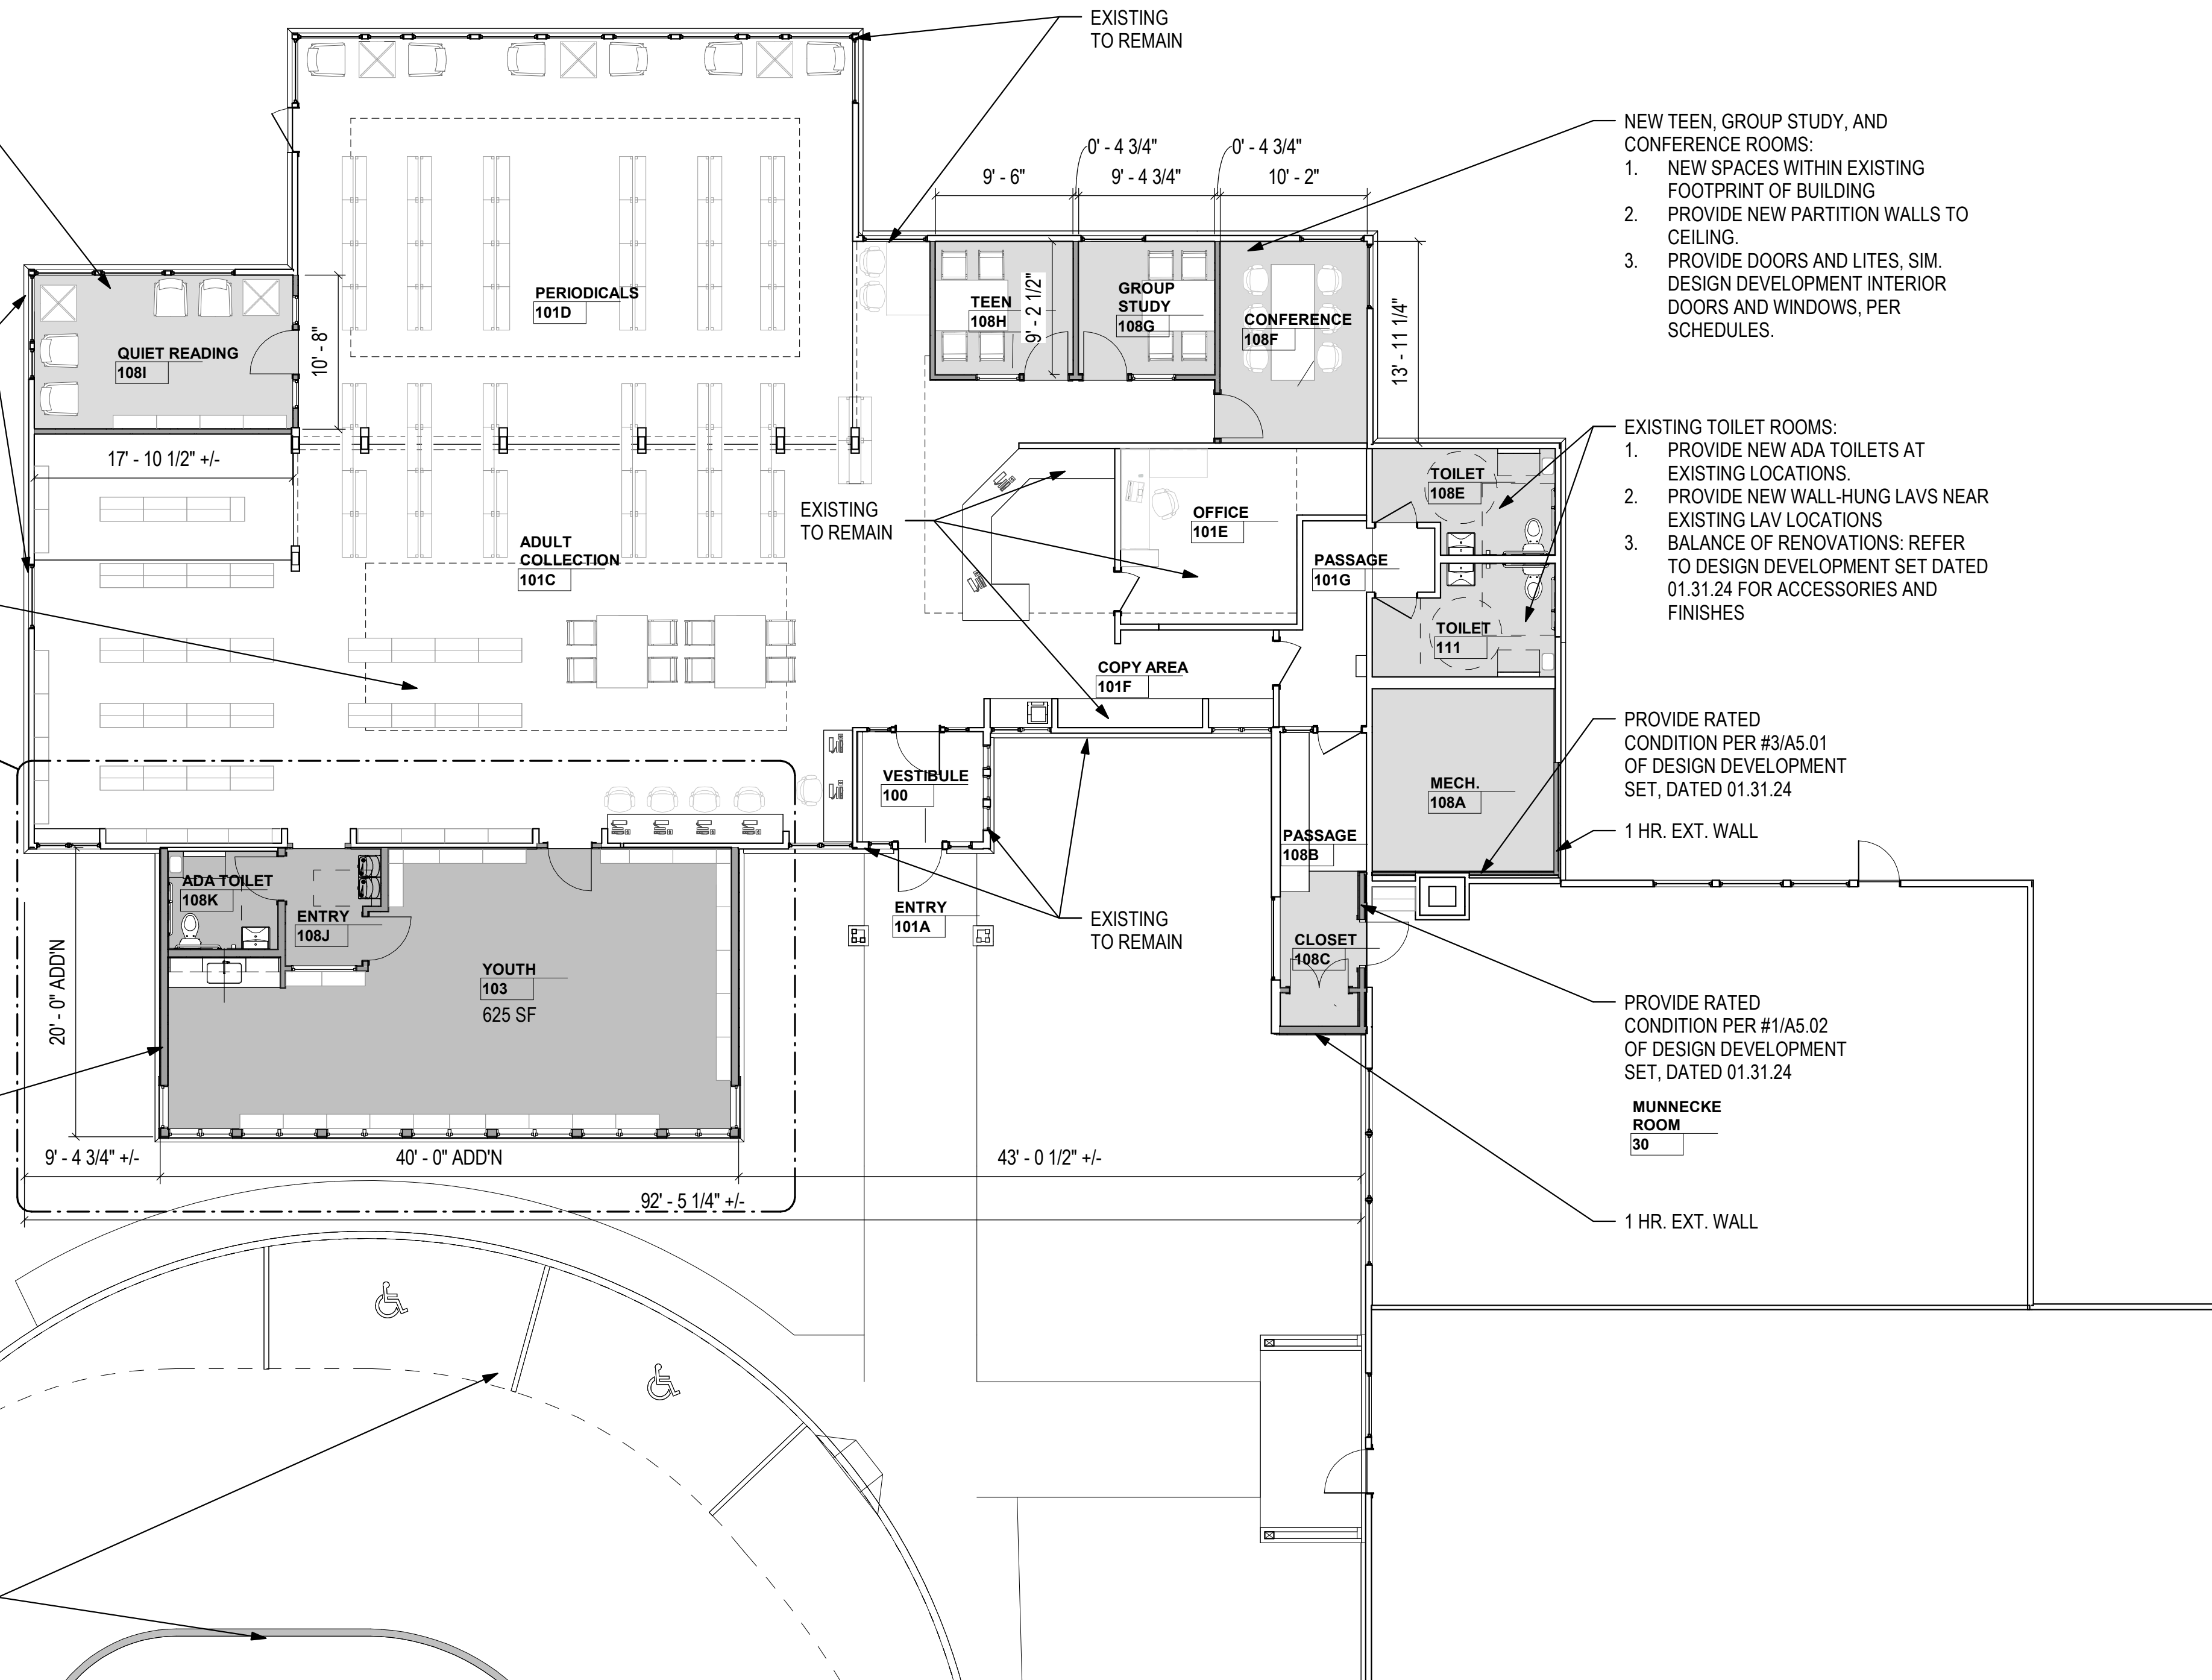 EXISTING
TO REMAIN
NEW TEEN, GROUP STUDY, AND
CONFERENCE ROOMS:
1. NEW SPACES WITHIN EXISTING
FOOTPRINT OF BUILDING
2. PROVIDE NEW PARTITION WALLS TO
CEILING.
3. PROVIDE DOORS AND LITES, SIM.
DESIGN DEVELOPMENT INTERIOR
DOORS AND WINDOWS, PER
SCHEDULES.
0' - 4 3/4"
0' - 4 3/4"
9' - 6"
9' - 4 3/4"
10' - 2"
PERIODICALS
101D
TEEN
108H
9' - 2 1/2"
GROUP
STUDY
108G
CONFERENCE
108F
13' - 11 1/4"
QUIET READING
108I
10' - 8"
17' - 10 1/2" +/-
EXISTING TOILET ROOMS:
1. PROVIDE NEW ADA TOILETS AT
EXISTING LOCATIONS.
2. PROVIDE NEW WALL-HUNG LAVS NEAR
EXISTING LAV LOCATIONS
3. BALANCE OF RENOVATIONS: REFER
TO DESIGN DEVELOPMENT SET DATED
01.31.24 FOR ACCESSORIES AND
FINISHES
TOILET
108E
EXISTING
TO REMAIN
OFFICE
101E
ADULT
COLLECTION
101C
PASSAGE
101G
TOILET
111
COPY AREA
101F
PROVIDE RATED
CONDITION PER #3/A5.01
OF DESIGN DEVELOPMENT
SET, DATED 01.31.24
VESTIBULE
100
MECH.
108A
1 HR. EXT. WALL
PASSAGE
108B
ADA TOILET
108K
ENTRY
108J
ENTRY
101A
EXISTING
TO REMAIN
CLOSET
108C
YOUTH
103
625 SF
20' - 0" ADD'N
PROVIDE RATED
CONDITION PER #1/A5.02
OF DESIGN DEVELOPMENT
SET, DATED 01.31.24
MUNNECKE
ROOM
30
9' - 4 3/4" +/-
40' - 0" ADD'N
43' - 0 1/2" +/-
92' - 5 1/4" +/-
1 HR. EXT. WALL